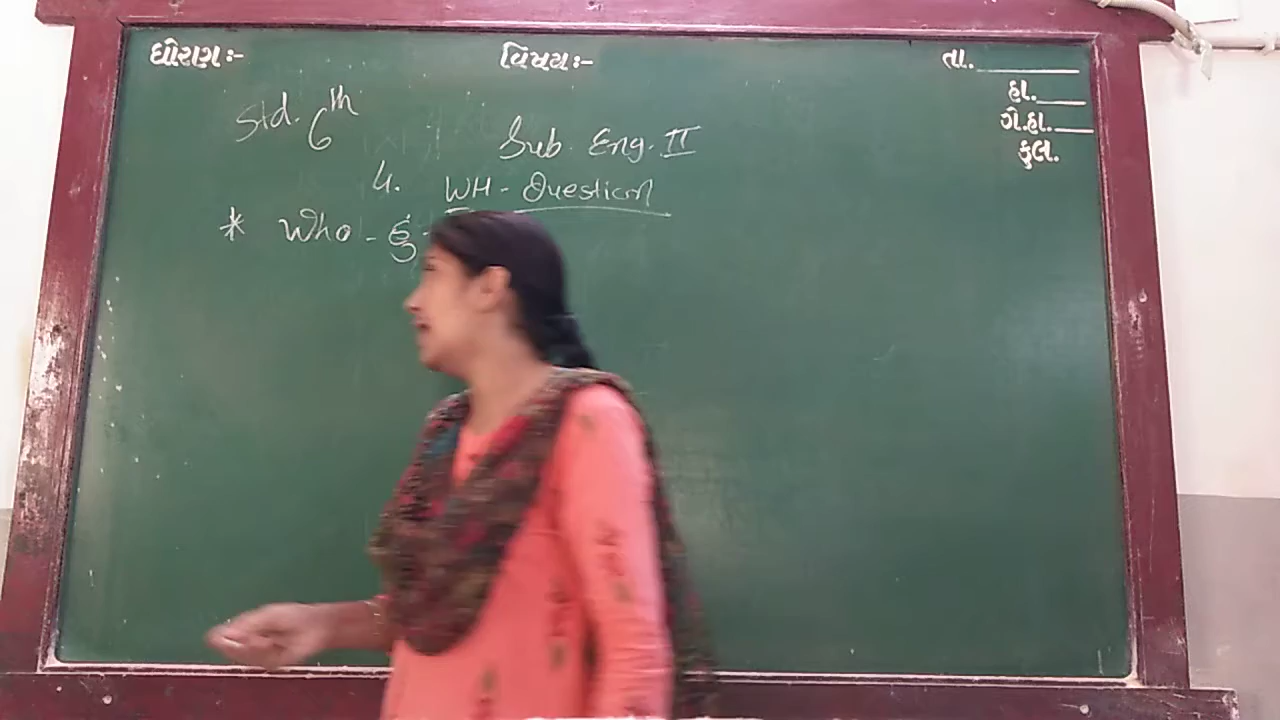 ધોરણ:- વિષય:- તા.
હા.
ગે.હા.
કુલ.
Std. 6th
Sub. Eng. II
4. WH - Question
* Who - હુ